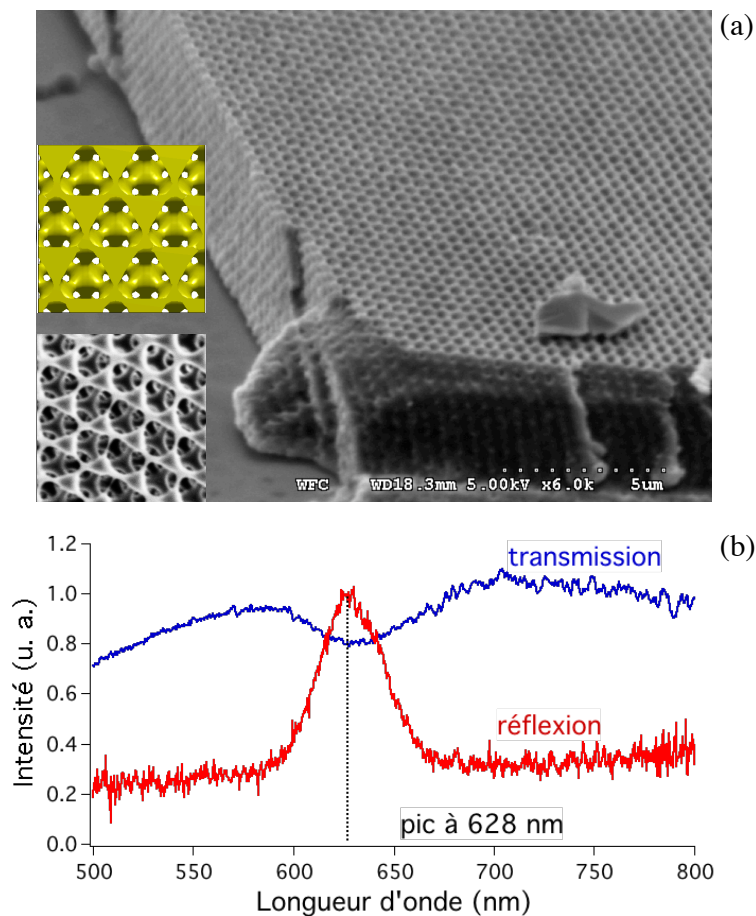 (a)
WFC WD18.3mm 5.00kV x6.0k 5um
(b)
1.2
1.0
0.8
0.6
0.4
0.2
0.0
Intensité (u. a.)
transmission
réflexion
pic à 628 nm
500 550 600 650 700 750 800
Longueur d'onde (nm)